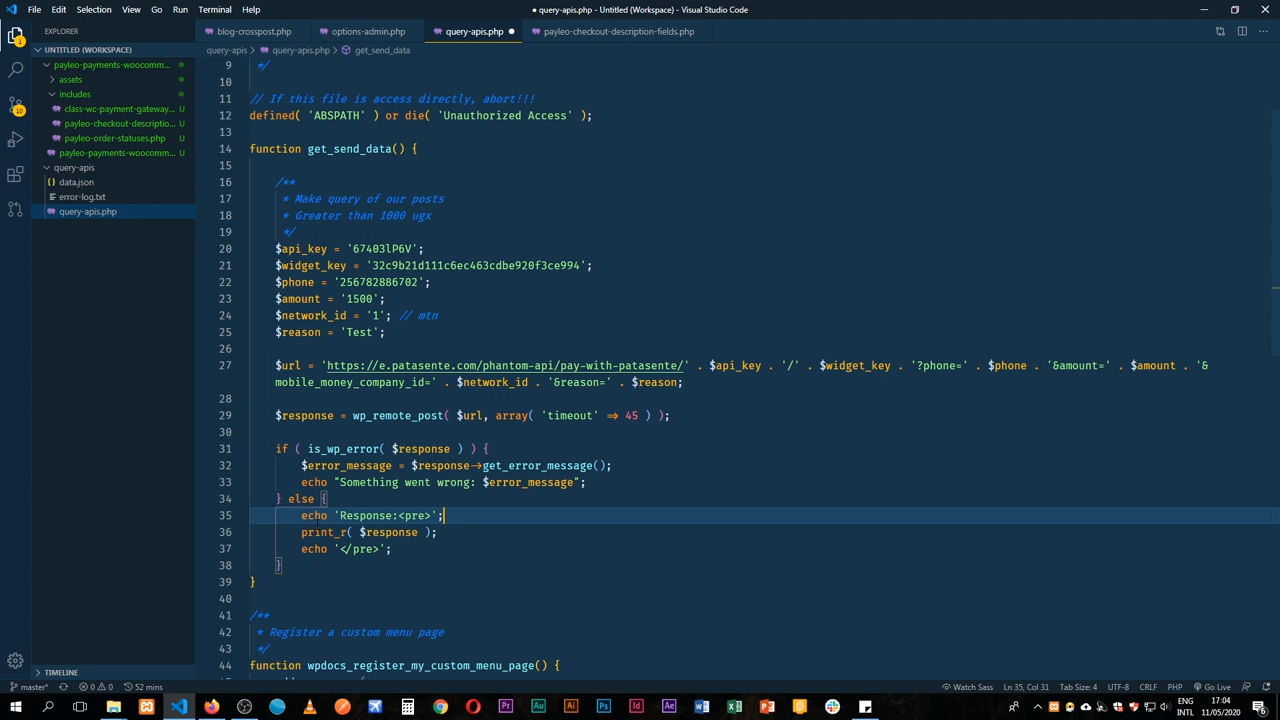 File Edit Selection View Go Run Terminal Help
● query-apis.php - Untitled (Workspace) - Visual Studio Code
EXPLORER
blog-crosspost.php options-admin.php query-apis.php ● payleo-checkout-description-fields.php
UNTITLED (WORKSPACE)
query-apis > query-apis.php > get_send_data
payleo-payments-woocomm...
assets
includes
class-wc-payment-gateway... U
payleo-checkout-descriptio... U
payleo-order-statuses.php U
payleo-payments-woocomm... U
query-apis
data.json
error-log.txt
query-apis.php
9 */
10
11 // If this file is access directly, abort!!!
12 defined( 'ABSPATH' ) or die( 'Unauthorized Access' );
13
14 function get_send_data() {
15
16 /**
17 * Make query of our posts
18 * Greater than 1000 ugx
19 */
20 $api_key = '67403lP6V';
21 $widget_key = '32c9b21d111c6ec463cdbe920f3ce994';
22 $phone = '256782886702';
23 $amount = '1500';
24 $network_id = '1'; // mtn
25 $reason = 'Test';
26
27 $url = 'https://e.patasente.com/phantom-api/pay-with-patasente/' . $api_key . '/' . $widget_key . '?phone=' . $phone . '&amount=' . $amount . '&
mobile_money_company_id=' . $network_id . '&reason=' . $reason;
28
29 $response = wp_remote_post( $url, array( 'timeout' => 45 ) );
30
31 if ( is_wp_error( $response ) ) {
32 $error_message = $response->get_error_message();
33 echo "Something went wrong: $error_message";
34 } else {
35 echo 'Response:<pre>';
36 print_r( $response );
37 echo '</pre>';
38 }
39 }
40
41 /**
42 * Register a custom menu page
43 */
44 function wpdocs_register_my_custom_menu_page() {
TIMELINE
master* 0 0 52 mins
Watch Sass Ln 35, Col 31 Tab Size: 4 UTF-8 CRLF PHP Go Live
ENG
INTL
17:04
11/05/2020